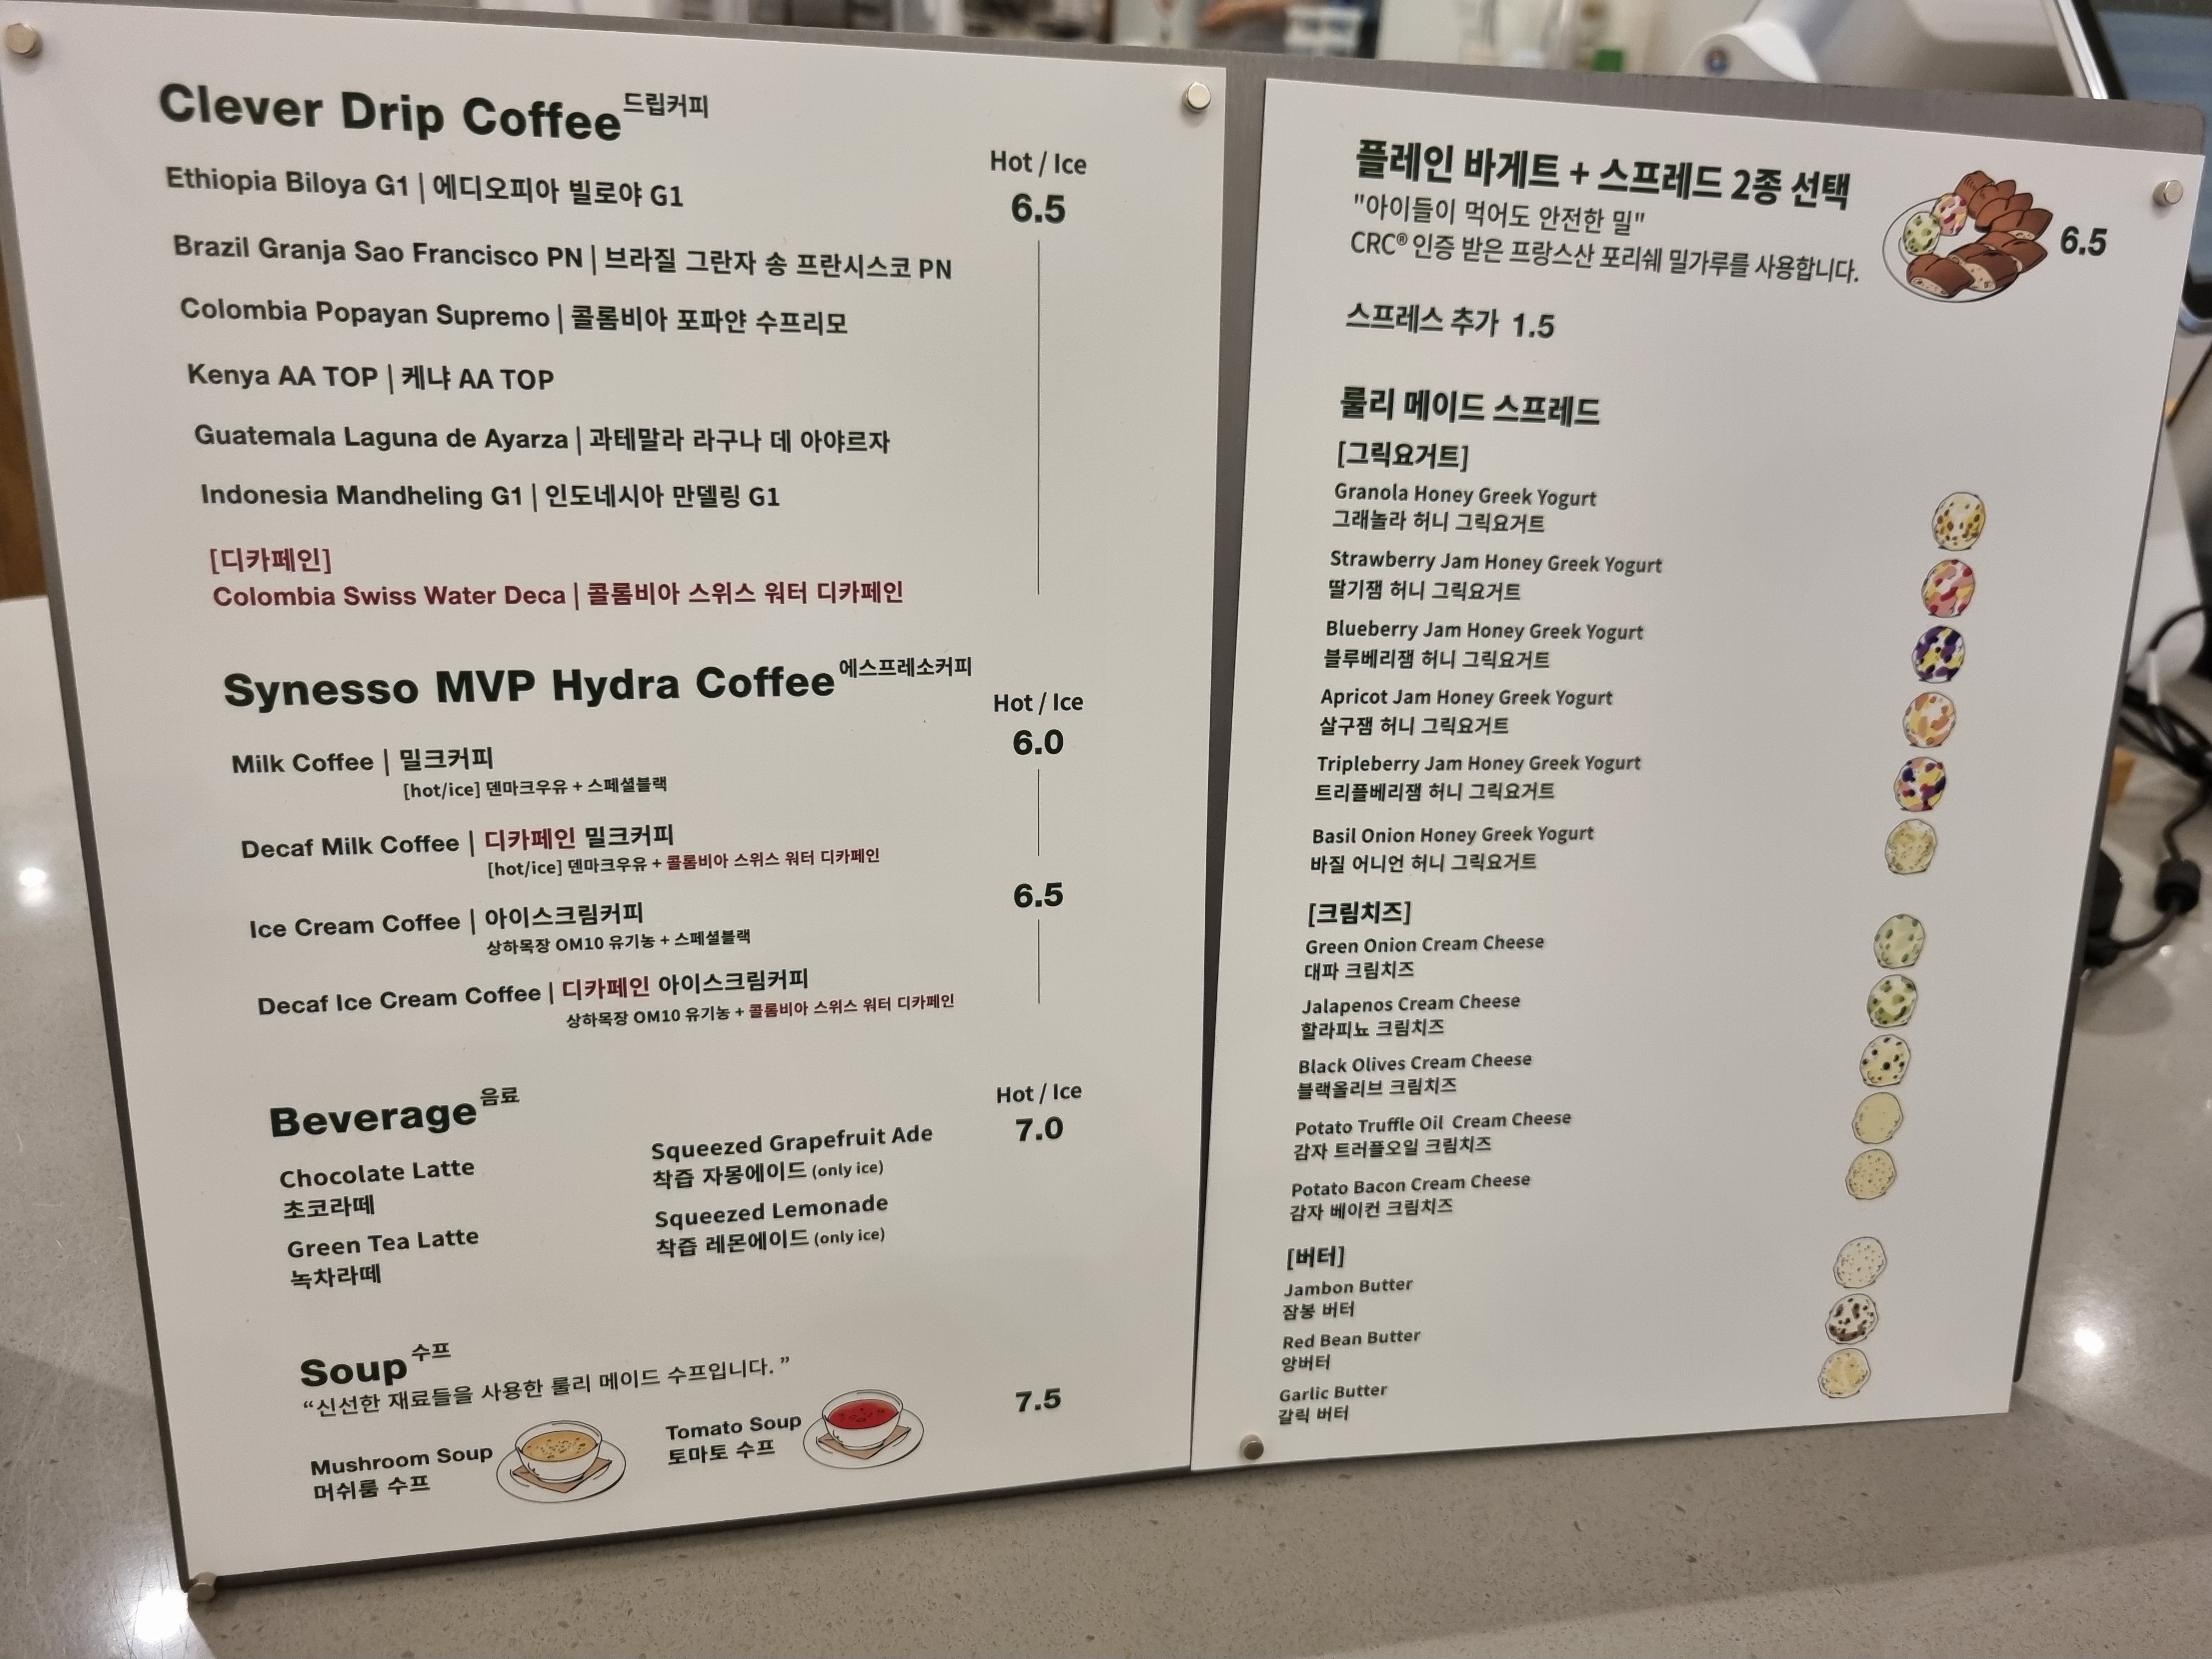 Clever Drip Coffee 드립커피
Hot / Ice
Ethiopia Biloya G1 | 에디오피아 빌로야 G1
6.5
Brazil Granja Sao Francisco PN | 브라질 그란자 송 프란시스코 PN
Colombia Popayan Supremo | 콜롬비아 포파얀 수프리모
Kenya AA TOP | 케냐 AA TOP
Guatemala Laguna de Ayarza | 과테말라 라구나 데 아야르자
Indonesia Mandheling G1 | 인도네시아 만델링 G1
[디카페인]
Colombia Swiss Water Deca | 콜롬비아 스위스 워터 디카페인
Synesso MVP Hydra Coffee 에스프레소커피
Hot / Ice
6.0
Milk Coffee | 밀크커피
[hot/ice] 덴마크우유 + 스페셜블랙
Decaf Milk Coffee | 디카페인 밀크커피
[hot/ice] 덴마크우유 + 콜롬비아 스위스 워터 디카페인
6.5
Ice Cream Coffee | 아이스크림커피
상하목장 OM10 유기농 + 스페셜블랙
Decaf Ice Cream Coffee | 디카페인 아이스크림커피
상하목장 OM10 유기농 + 콜롬비아 스위스 워터 디카페인
Beverage 음료
Hot / Ice
7.0
Chocolate Latte
초코라떼
Green Tea Latte
녹차라떼
Squeezed Grapefruit Ade
착즙 자몽에이드 (only ice)
Squeezed Lemonade
착즙 레몬에이드 (only ice)
Soup 수프
“신선한 재료들을 사용한 룰리 메이드 수프입니다.”
7.5
Mushroom Soup
머쉬룸 수프
Tomato Soup
토마토 수프
플레인 바게트 + 스프레드 2종 선택
"아이들이 먹어도 안전한 밀"
CRC® 인증 받은 프랑스산 포리쉐 밀가루를 사용합니다.
6.5
스프레스 추가 1.5
룰리 메이드 스프레드
[그릭요거트]
Granola Honey Greek Yogurt
그래놀라 허니 그릭요거트
Strawberry Jam Honey Greek Yogurt
딸기잼 허니 그릭요거트
Blueberry Jam Honey Greek Yogurt
블루베리잼 허니 그릭요거트
Apricot Jam Honey Greek Yogurt
살구잼 허니 그릭요거트
Tripleberry Jam Honey Greek Yogurt
트리플베리잼 허니 그릭요거트
Basil Onion Honey Greek Yogurt
바질 어니언 허니 그릭요거트
[크림치즈]
Green Onion Cream Cheese
대파 크림치즈
Jalapenos Cream Cheese
할라피뇨 크림치즈
Black Olives Cream Cheese
블랙올리브 크림치즈
Potato Truffle Oil Cream Cheese
감자 트러플오일 크림치즈
Potato Bacon Cream Cheese
감자 베이컨 크림치즈
[버터]
Jambon Butter
잠봉 버터
Red Bean Butter
앙버터
Garlic Butter
갈릭 버터